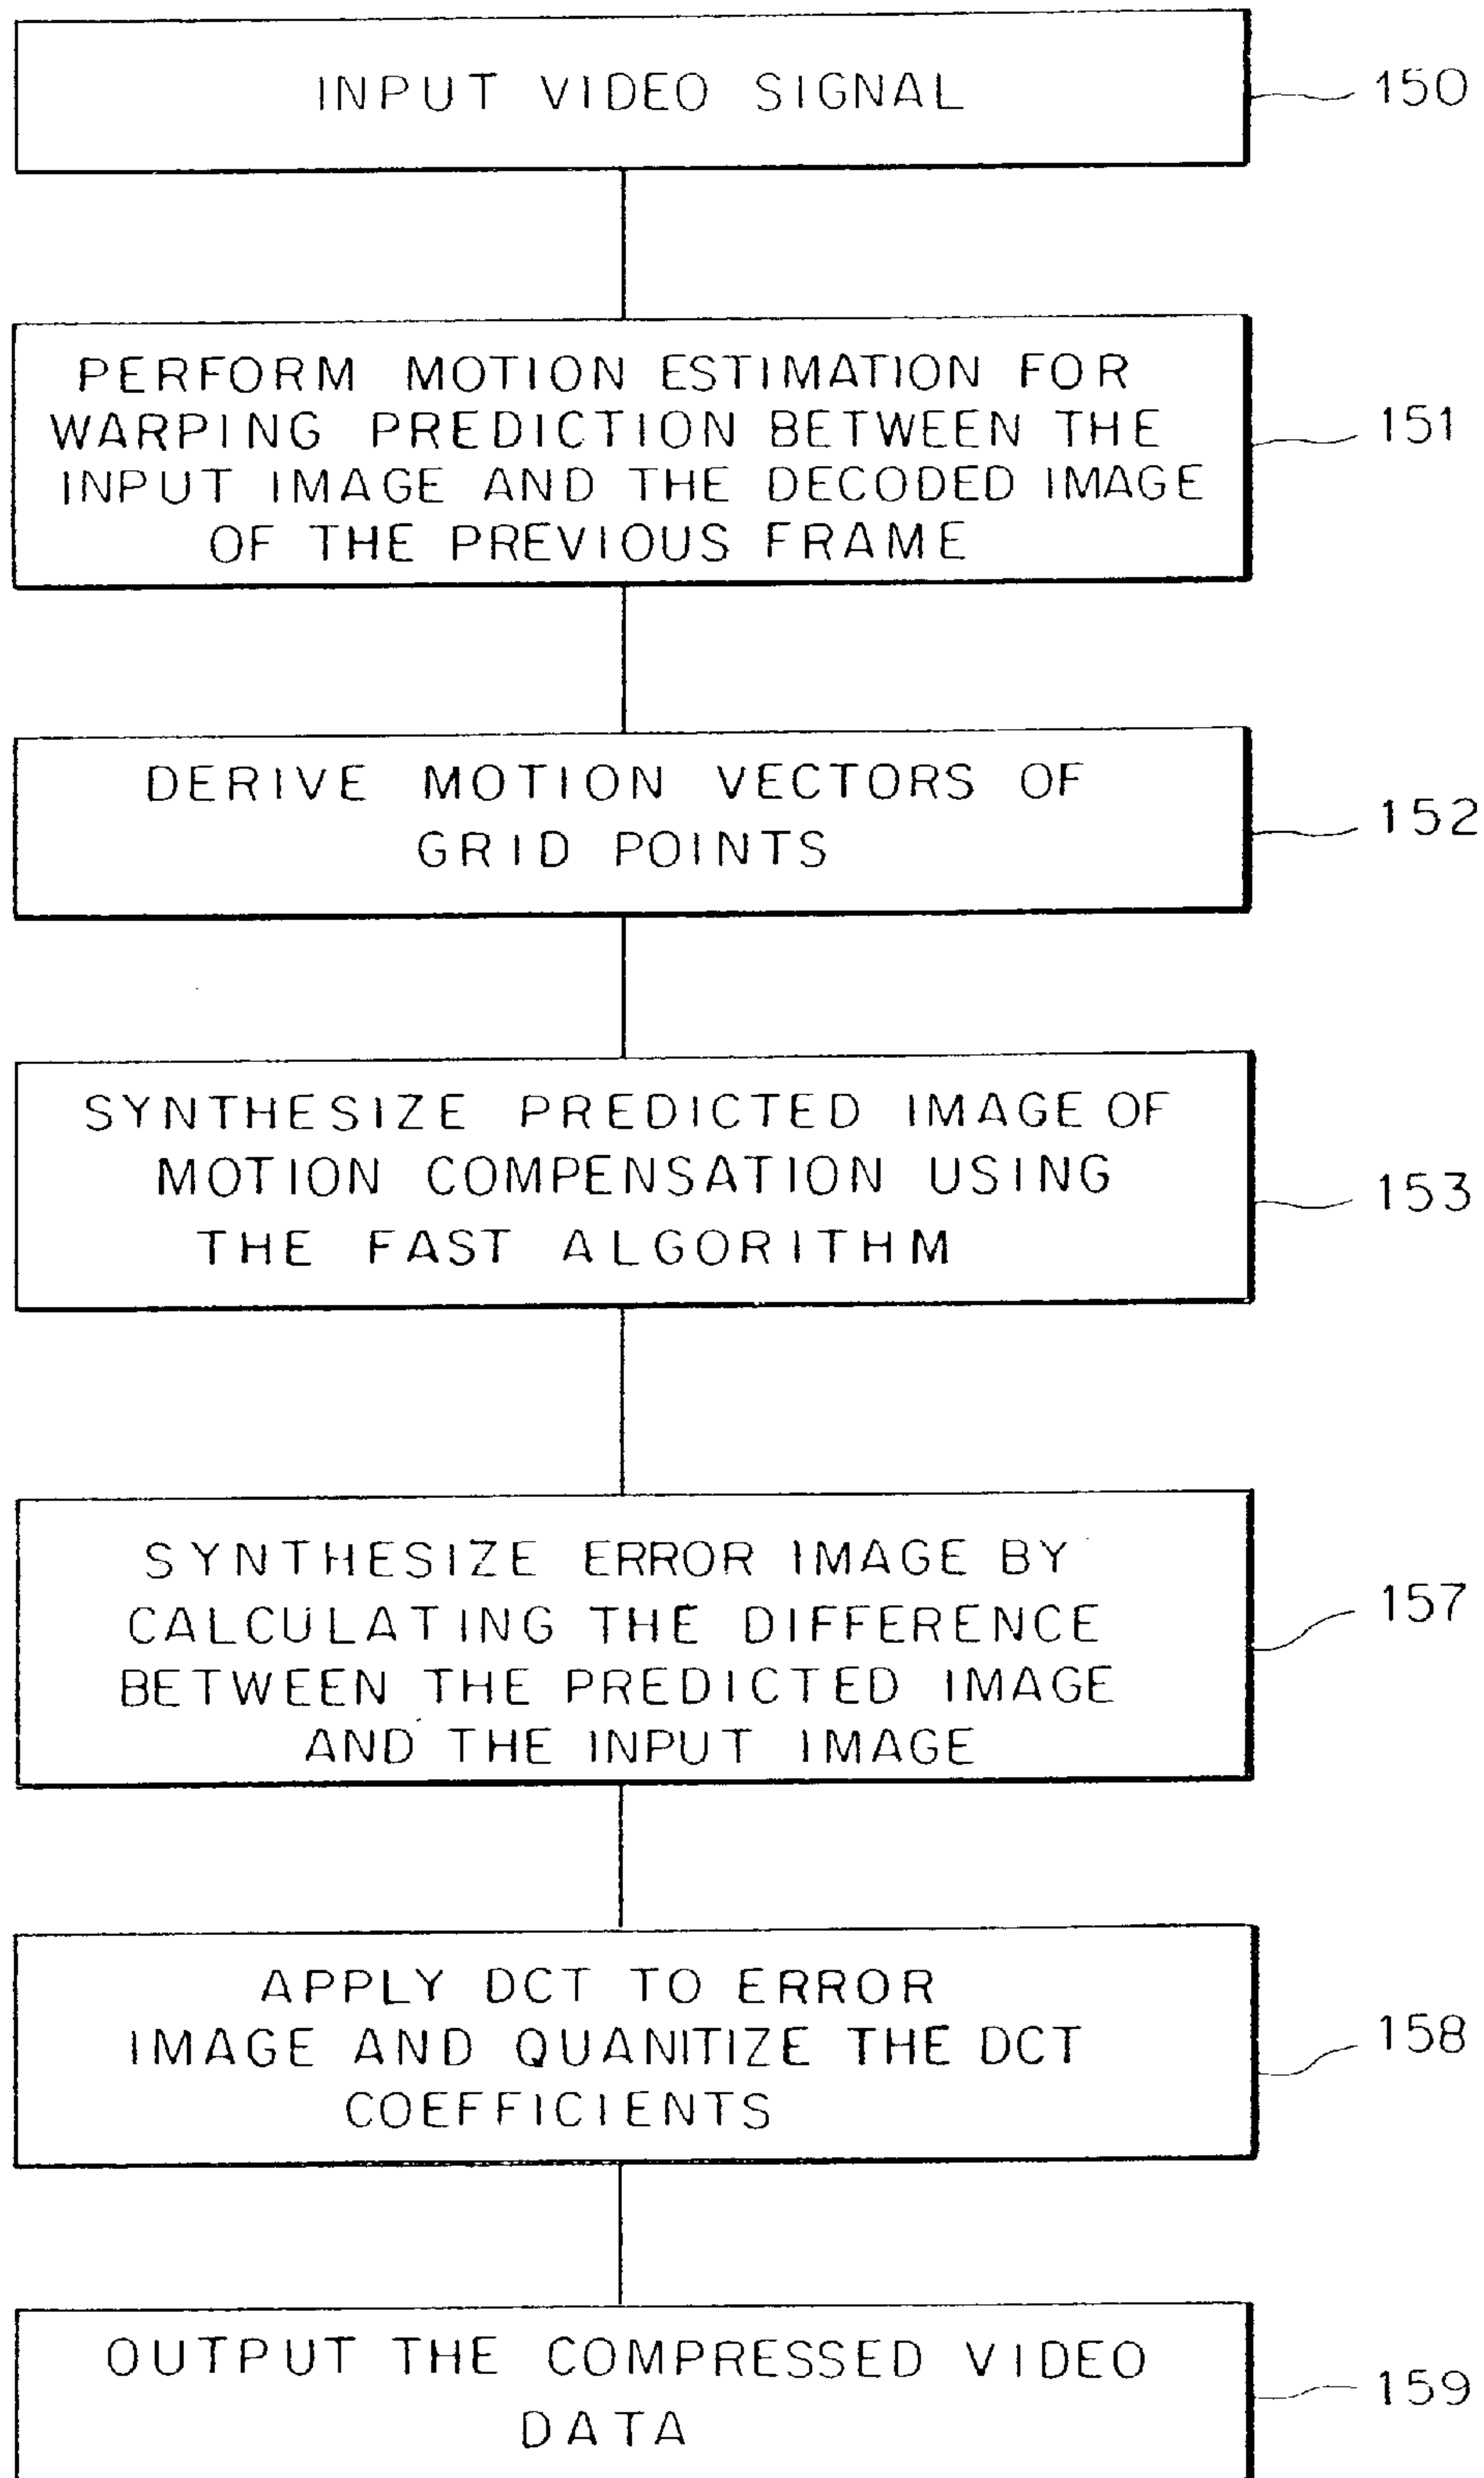 INPUT VIDEO SIGNAL
150
PERFORM MOTION ESTIMATION FOR
WARPING PREDICTION BETWEEN THE
INPUT IMAGE AND THE DECODED IMAGE
OF THE PREVIOUS FRAME
151
DERIVE MOTION VECTORS OF
GRID POINTS
152
SYNTHESIZE PREDICTED IMAGE OF
MOTION COMPENSATION USING
THE FAST ALGORITHM
153
SYNTHESIZE ERROR IMAGE BY
CALCULATING THE DIFFERENCE
BETWEEN THE PREDICTED IMAGE
AND THE INPUT IMAGE
157
APPLY DCT TO ERROR
IMAGE AND QUANITIZE THE DCT
COEFFICIENTS
158
OUTPUT THE COMPRESSED VIDEO
DATA
159